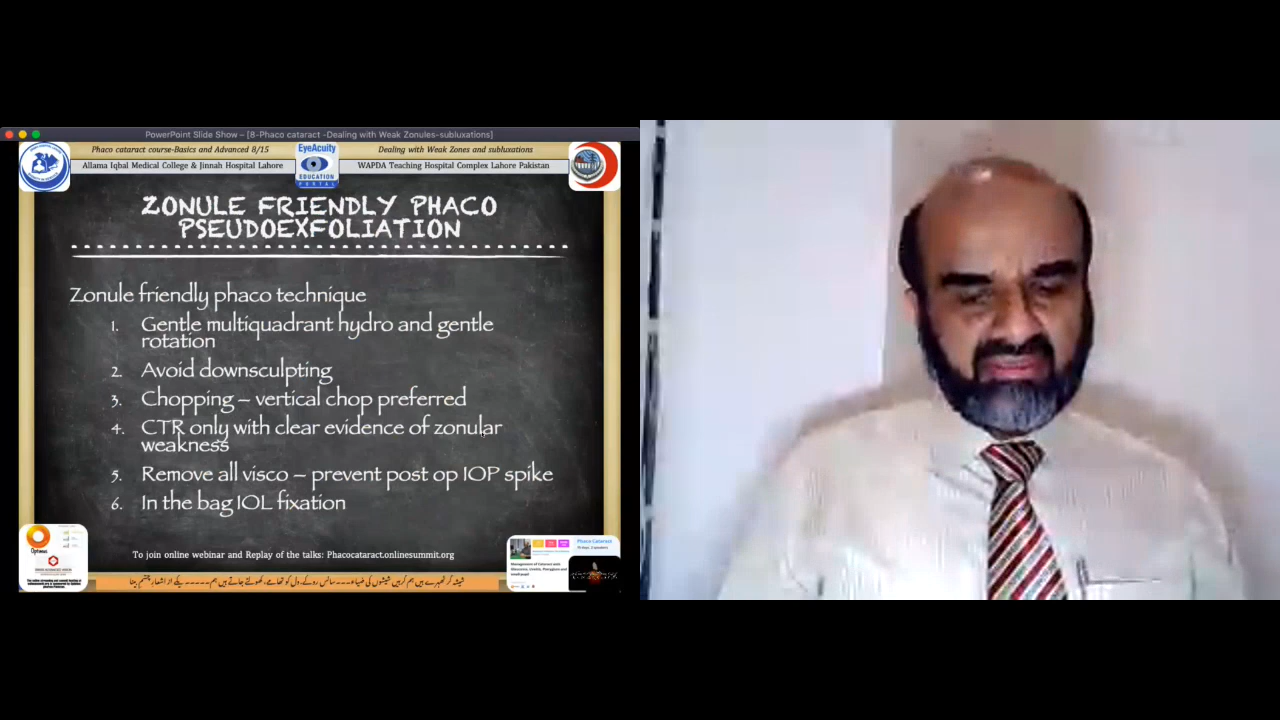 PowerPoint Slide Show – [8-Phaco cataract -Dealing with Weak Zonules-subluxations]
Phaco cataract course-Basics and Advanced 8/15
Dealing with Weak Zones and subluxations
Allama Iqbal Medical College & Jinnah Hospital Lahore
WAPDA Teaching Hospital Complex Lahore Pakistan
EyeAcuity
EDUCATION
PORTAL
ZONULE FRIENDLY PHACO
PSEUDOEXFOLIATION
Zonule friendly phaco technique
1. Gentle multiquadrant hydro and gentle
rotation
2. Avoid downsculpting
3. Chopping – vertical chop preferred
4. CTR only with clear evidence of zonular
weakness
5. Remove all visco – prevent post op IOP spike
6. In the bag IOL fixation
To join online webinar and Replay of the talks: Phacocataract.onlinesummit.org
Optimus
Phaco Cataract